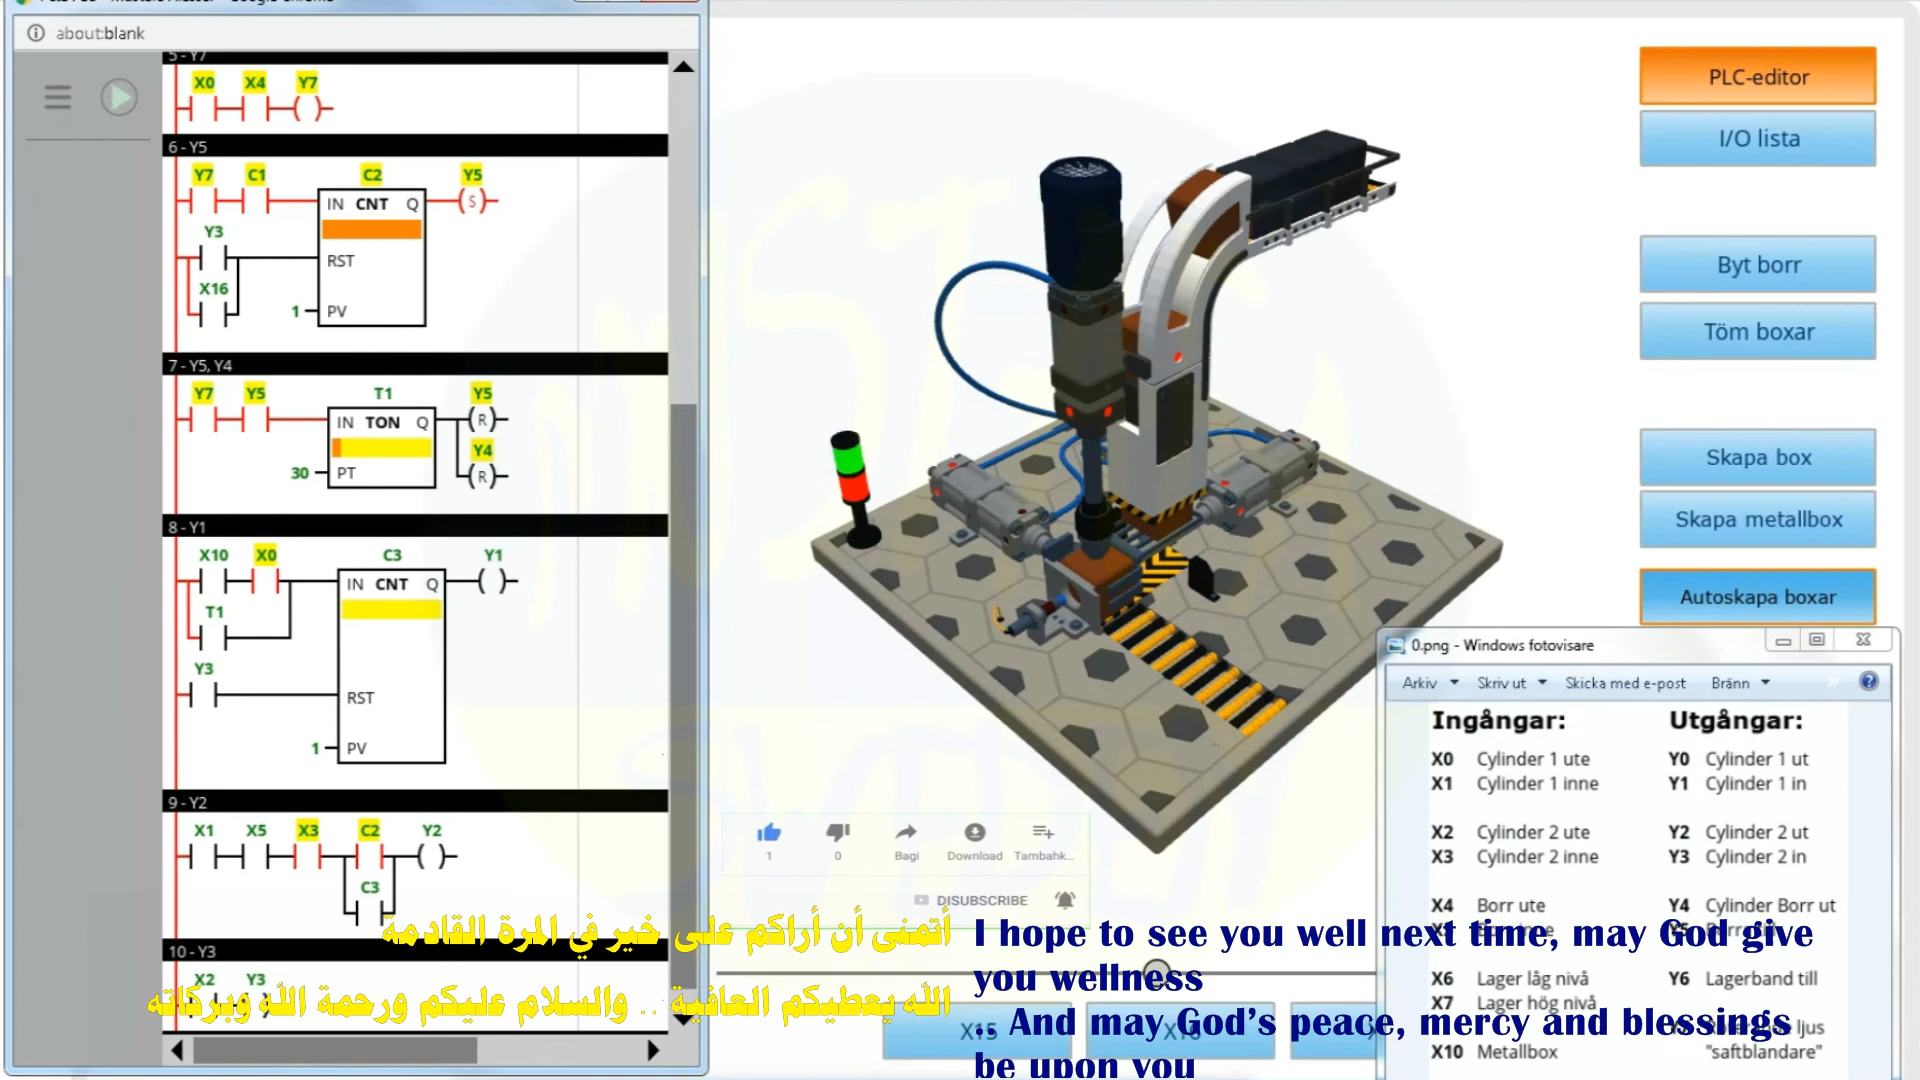 about:blank
5 - Y7
X0 X4 Y7
6 - Y5
Y7 C1 C2 Y5
IN CNT Q
S
Y3
RST
X16
1 PV
7 - Y5, Y4
Y7 Y5 T1 Y5
IN TON Q
R
Y4
30 PT
R
8 - Y1
X10 X0 C3 Y1
IN CNT Q
T1
Y3
RST
1 PV
9 - Y2
X1 X5 X3 C2 Y2
C3
10 - Y3
X2 Y3
PLC-editor
I/O lista
Byt borr
Töm boxar
Skapa box
Skapa metallbox
Autoskapa boxar
0.png - Windows fotovisare
Arkiv Skriv ut Skicka med e-post Bränn
Ingångar: Utgångar:
X0 Cylinder 1 ute Y0 Cylinder 1 ut
X1 Cylinder 1 inne Y1 Cylinder 1 in
X2 Cylinder 2 ute Y2 Cylinder 2 ut
X3 Cylinder 2 inne Y3 Cylinder 2 in
X4 Borr ute Y4 Cylinder Borr ut
X6 Lager låg nivå Y6 Lagerband till
X7 Lager hög nivå
ljus
X10 Metallbox "saftblandare"
1 0 Bagi Download Tambahk...
DISUBSCRIBE
X15
أتمنى أن أراكم على خير في المرة القادمة
الله يعطيكم العافية .. والسلام عليكم ورحمة الله وبركاته
I hope to see you well next time, may God give
you wellness
.. And may God's peace, mercy and blessings
be upon you